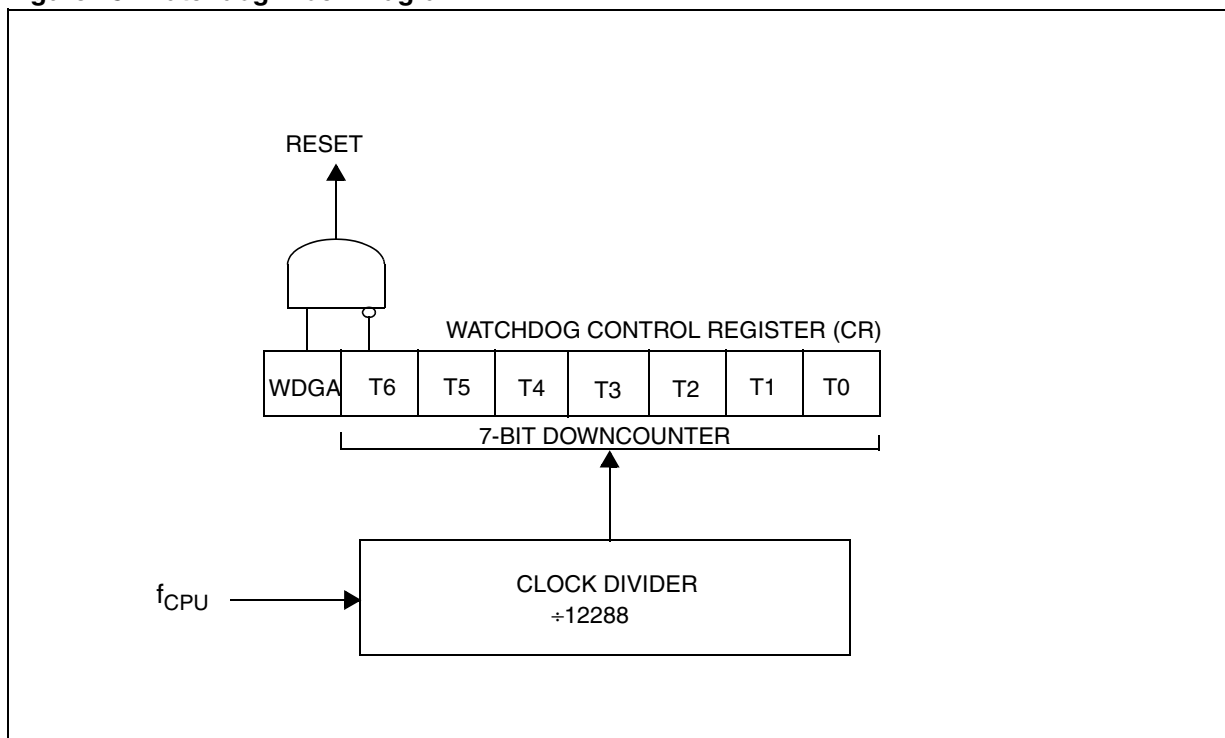 RESET
WATCHDOG CONTROL REGISTER (CR)
WDGA T6 T5 T4 T3 T2 T1 T0
7-BIT DOWNCOUNTER
fCPU
CLOCK DIVIDER
÷12288